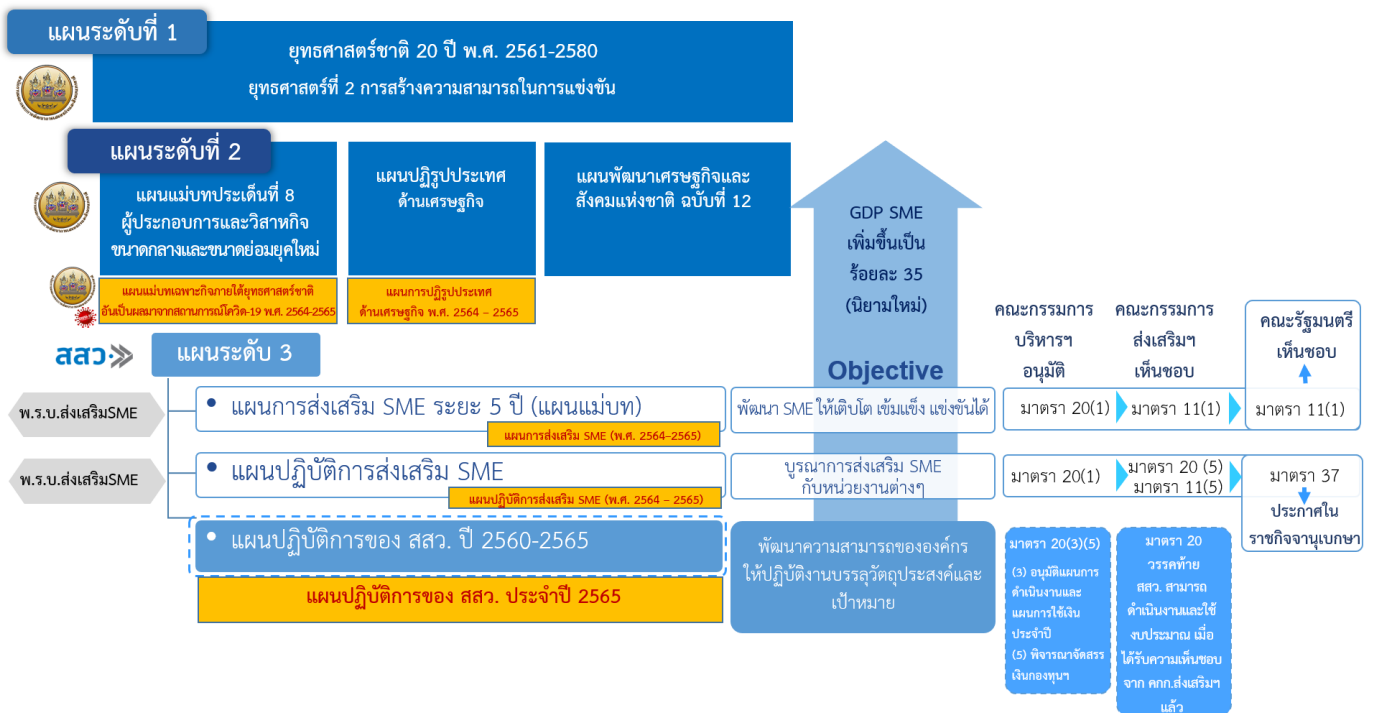 แผนระดับที่ 1
ยุทธศาสตร์ชาติ 20 ปี พ.ศ. 2561-2580
ยุทธศาสตร์ที่ 2 การสร้างความสามารถในการแข่งขัน
แผนระดับที่ 2
แผนแม่บทประเด็นที่ 8
ผู้ประกอบการและวิสาหกิจ
ขนาดกลางและขนาดย่อมยุคใหม่
แผนปฏิรูปประเทศ
ด้านเศรษฐกิจ
แผนพัฒนาเศรษฐกิจและ
สังคมแห่งชาติ ฉบับที่ 12
แผนแม่บทเฉพาะกิจภายใต้ยุทธศาสตร์ชาติ
อันเป็นผลมาจากสถานการณ์โควิด-19 พ.ศ. 2564-2565
แผนการปฏิรูปประเทศ
ด้านเศรษฐกิจ พ.ศ. 2564 – 2565
GDP SME
เพิ่มขึ้นเป็น
ร้อยละ 35
(นิยามใหม่)
Objective
คณะกรรมการ
บริหารฯ
อนุมัติ
คณะกรรมการ
ส่งเสริมฯ
เห็นชอบ
คณะรัฐมนตรี
เห็นชอบ
สสว
แผนระดับ 3
พ.ร.บ.ส่งเสริมSME
• แผนการส่งเสริม SME ระยะ 5 ปี (แผนแม่บท)
แผนการส่งเสริม SME (พ.ศ. 2564–2565)
พัฒนา SME ให้เติบโต เข้มแข็ง แข่งขันได้
มาตรา 20(1)
มาตรา 11(1)
มาตรา 11(1)
พ.ร.บ.ส่งเสริมSME
• แผนปฏิบัติการส่งเสริม SME
แผนปฏิบัติการส่งเสริม SME (พ.ศ. 2564 – 2565)
บูรณาการส่งเสริม SME
กับหน่วยงานต่างๆ
มาตรา 20(1)
มาตรา 20 (5)
มาตรา 11(5)
มาตรา 37
ประกาศใน
ราชกิจจานุเบกษา
• แผนปฏิบัติการของ สสว. ปี 2560-2565
แผนปฏิบัติการของ สสว. ประจำปี 2565
พัฒนาความสามารถขององค์กร
ให้ปฏิบัติงานบรรลุวัตถุประสงค์และ
เป้าหมาย
มาตรา 20(3)(5)
(3) อนุมัติแผนการ
ดำเนินงานและ
แผนการใช้เงิน
ประจำปี
(5) พิจารณาจัดสรร
เงินกองทุนฯ
มาตรา 20
วรรคท้าย
สสว. สามารถ
ดำเนินงานและใช้
งบประมาณ เมื่อ
ได้รับความเห็นชอบ
จาก คกก.ส่งเสริมฯ
แล้ว